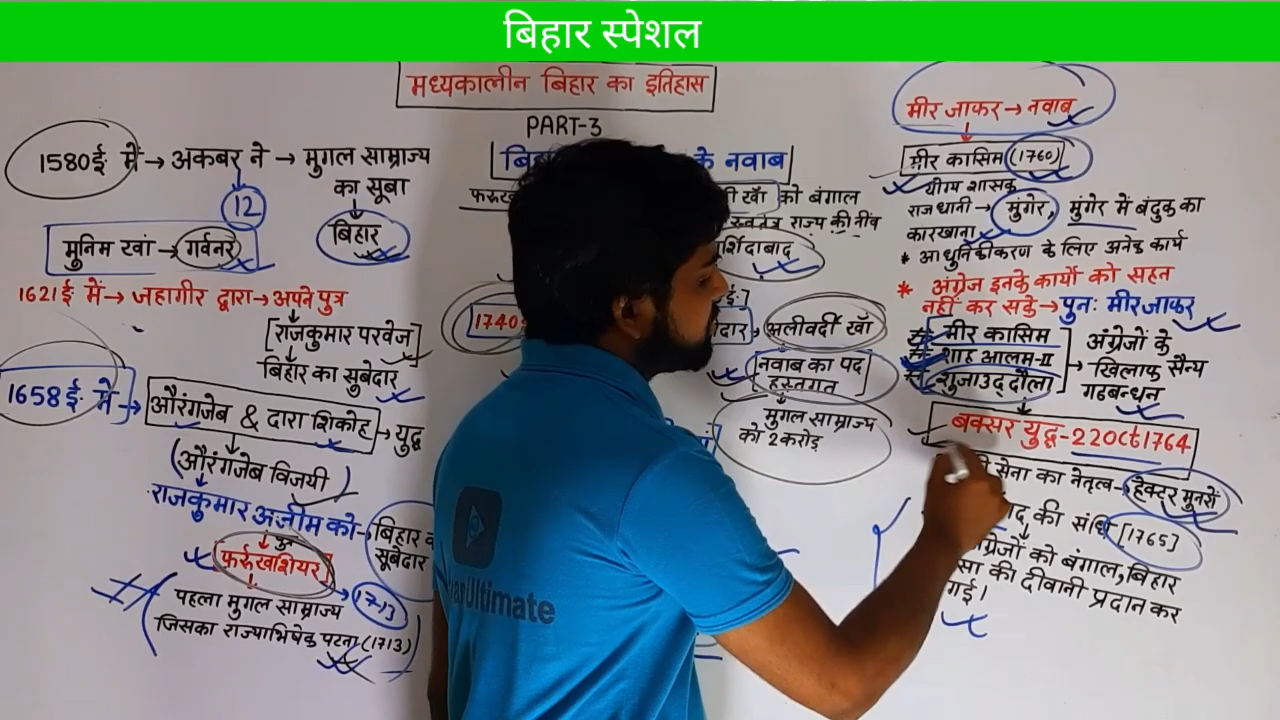 बिहार स्पेशल
मध्यकालीन बिहार का इतिहास
PART-3
1580ई में → अकबर ने → मुगल साम्राज्य
का सूबा
12
बिहार
मुनिम खां → गर्वनर
1621ई में → जहागीर द्वारा → अपने पुत्र
राजकुमार परवेज
बिहार का सुबेदार
1658ई में
औरंगजेब & दारा शिकोह → युद्ध
(औरंगजेब विजयी)
राजकुमार अजीम को → बिहार
सूबेदार
पुत्र
फर्रुखशियर
1713
पहला मुगल साम्राज्य
जिसका राज्याभिषेक पटना (1713)
के नवाब
खाँ को बंगाल
स्वतंत्र राज्य की नींव
1740
अलीवर्दी खाँ
नवाब का पद
हस्तगत
मुगल साम्राज्य
को 2 करोड़
Ultimate
मीर जाफर → नवाब
मीर कासिम (1760)
योग्य शासक
राजधानी → मुंगेर, मुंगेर में बंदुक का
कारखाना
* आधुनिकीकरण के लिए अनेक कार्य
* अंग्रेज इनके कार्यों को सहन
नहीं कर सके → पुनः मीर जाफर
मीर कासिम
शाह आलम-II
शुजाउद्दौला
अंग्रेजों के
खिलाफ सैन्य
गढबन्धन
बक्सर युद्ध - 22 Oct 1764
सेना का नेतृत्व → हेक्टर मुनरो
की संधि [1765]
को बंगाल, बिहार
की दीवानी प्रदान कर
गई।